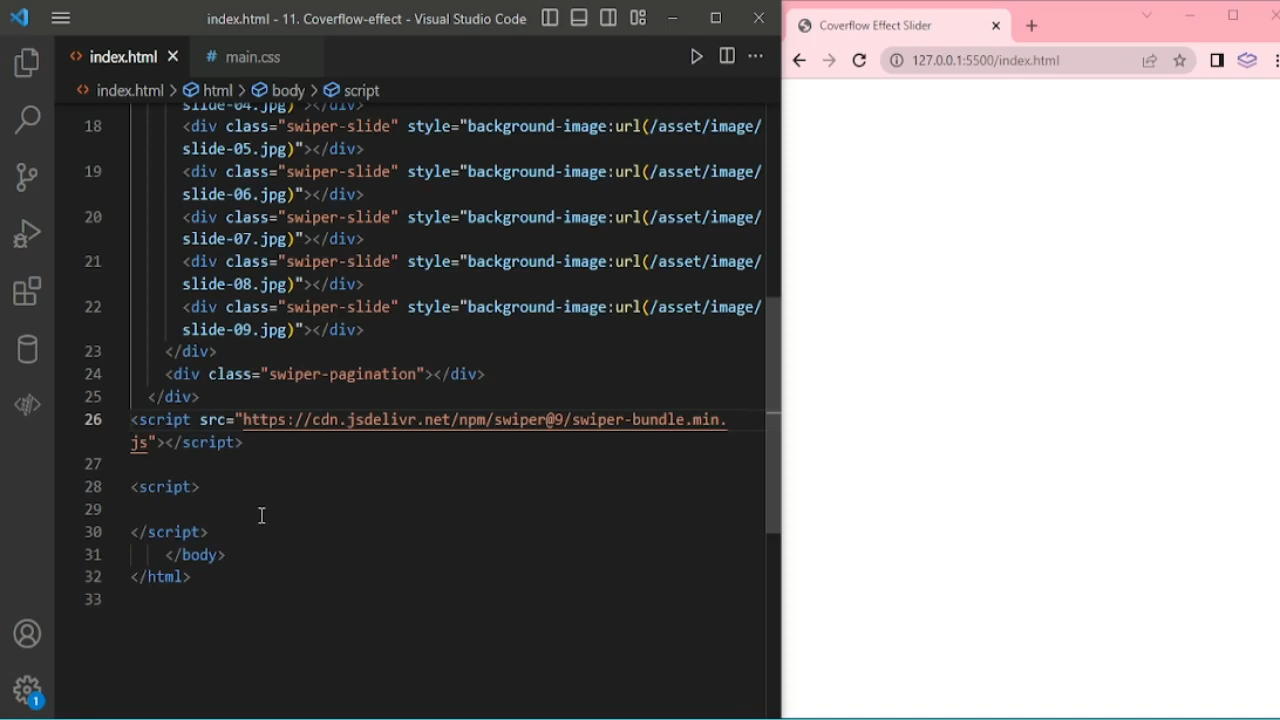 index.html - 11. Coverflow-effect - Visual Studio Code
index.html
# main.css
index.html > html > body > script
slide-04.jpg)"></div>
18 <div class="swiper-slide" style="background-image:url(/asset/image/
slide-05.jpg)"></div>
19 <div class="swiper-slide" style="background-image:url(/asset/image/
slide-06.jpg)"></div>
20 <div class="swiper-slide" style="background-image:url(/asset/image/
slide-07.jpg)"></div>
21 <div class="swiper-slide" style="background-image:url(/asset/image/
slide-08.jpg)"></div>
22 <div class="swiper-slide" style="background-image:url(/asset/image/
slide-09.jpg)"></div>
23 </div>
24 <div class="swiper-pagination"></div>
25 </div>
26 <script src="https://cdn.jsdelivr.net/npm/swiper@9/swiper-bundle.min.
js"></script>
27
28 <script>
29
30 </script>
31 </body>
32 </html>
33
1
Coverflow Effect Slider
127.0.0.1:5500/index.html